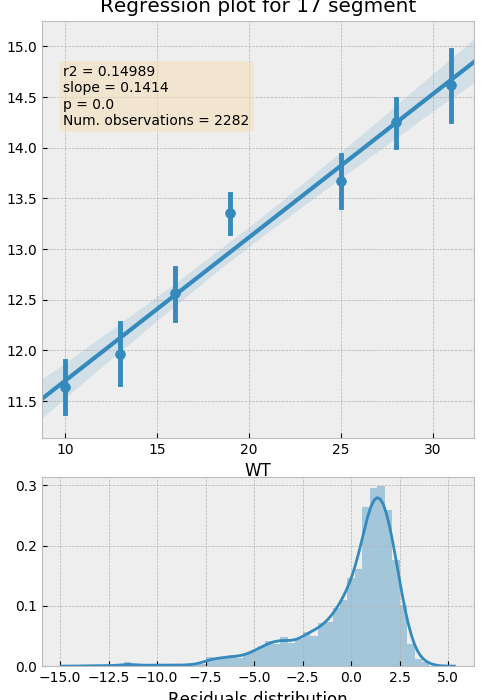 Regression plot for 17 segment
15.0
14.5
14.0
13.5
13.0
12.5
12.0
11.5
r2 = 0.14989
slope = 0.1414
p = 0.0
Num. observations = 2282
10 15 20 25 30
WT
0.3
0.2
0.1
0.0
−15.0 −12.5 −10.0 −7.5 −5.0 −2.5 0.0 2.5 5.0
Residuals distribution